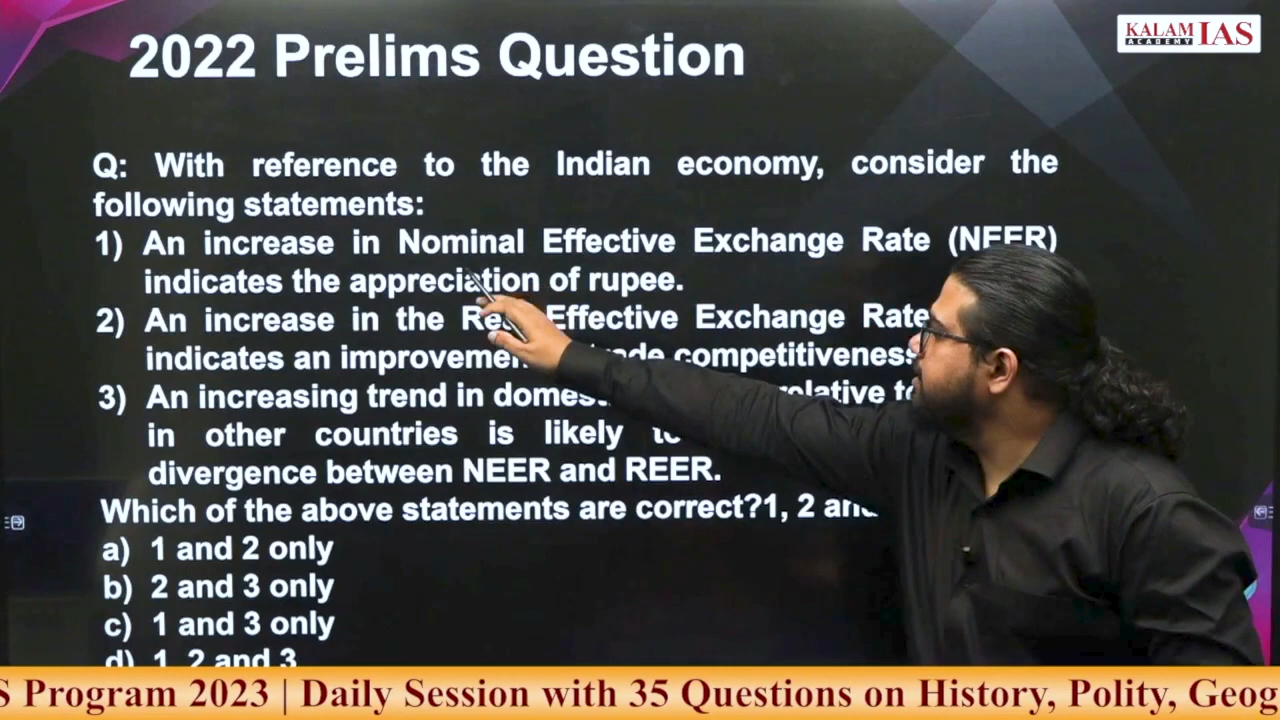 KALAM IAS
ACADEMY
2022 Prelims Question
Q: With reference to the Indian economy, consider the
following statements:
1) An increase in Nominal Effective Exchange Rate (NEER)
indicates the appreciation of rupee.
2) An increase in the Effective Exchange Rate
indicates an competitiveness
3) An increasing trend in
in other countries is likely
divergence between NEER and REER.
Which of the above statements are correct?1, 2
a) 1 and 2 only
b) 2 and 3 only
c) 1 and 3 only
d) 1, 2 and 3
S Program 2023 | Daily Session with 35 Questions on History, Polity, Geog